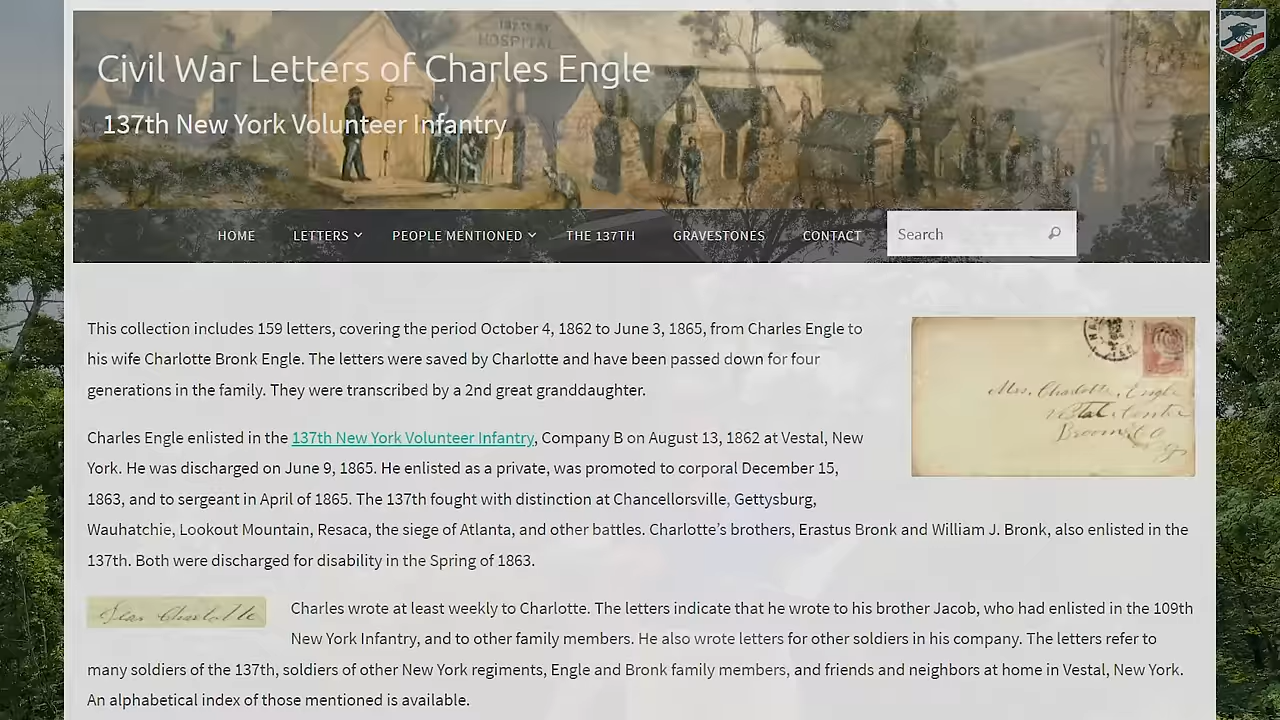 137TH NY
HOSPITAL
Civil War Letters of Charles Engle
137th New York Volunteer Infantry
HOME LETTERS PEOPLE MENTIONED THE 137TH GRAVESTONES CONTACT Search
This collection includes 159 letters, covering the period October 4, 1862 to June 3, 1865, from Charles Engle to
his wife Charlotte Bronk Engle. The letters were saved by Charlotte and have been passed down for four
generations in the family. They were transcribed by a 2nd great granddaughter.
Mrs. Charlotte Engle
Vestal Centre
Broome Co
Charles Engle enlisted in the 137th New York Volunteer Infantry, Company B on August 13, 1862 at Vestal, New
York. He was discharged on June 9, 1865. He enlisted as a private, was promoted to corporal December 15,
1863, and to sergeant in April of 1865. The 137th fought with distinction at Chancellorsville, Gettysburg,
Wauhatchie, Lookout Mountain, Resaca, the siege of Atlanta, and other battles. Charlotte’s brothers, Erastus Bronk and William J. Bronk, also enlisted in the
137th. Both were discharged for disability in the Spring of 1863.
Dear Charlotte
Charles wrote at least weekly to Charlotte. The letters indicate that he wrote to his brother Jacob, who had enlisted in the 109th
New York Infantry, and to other family members. He also wrote letters for other soldiers in his company. The letters refer to
many soldiers of the 137th, soldiers of other New York regiments, Engle and Bronk family members, and friends and neighbors at home in Vestal, New York.
An alphabetical index of those mentioned is available.